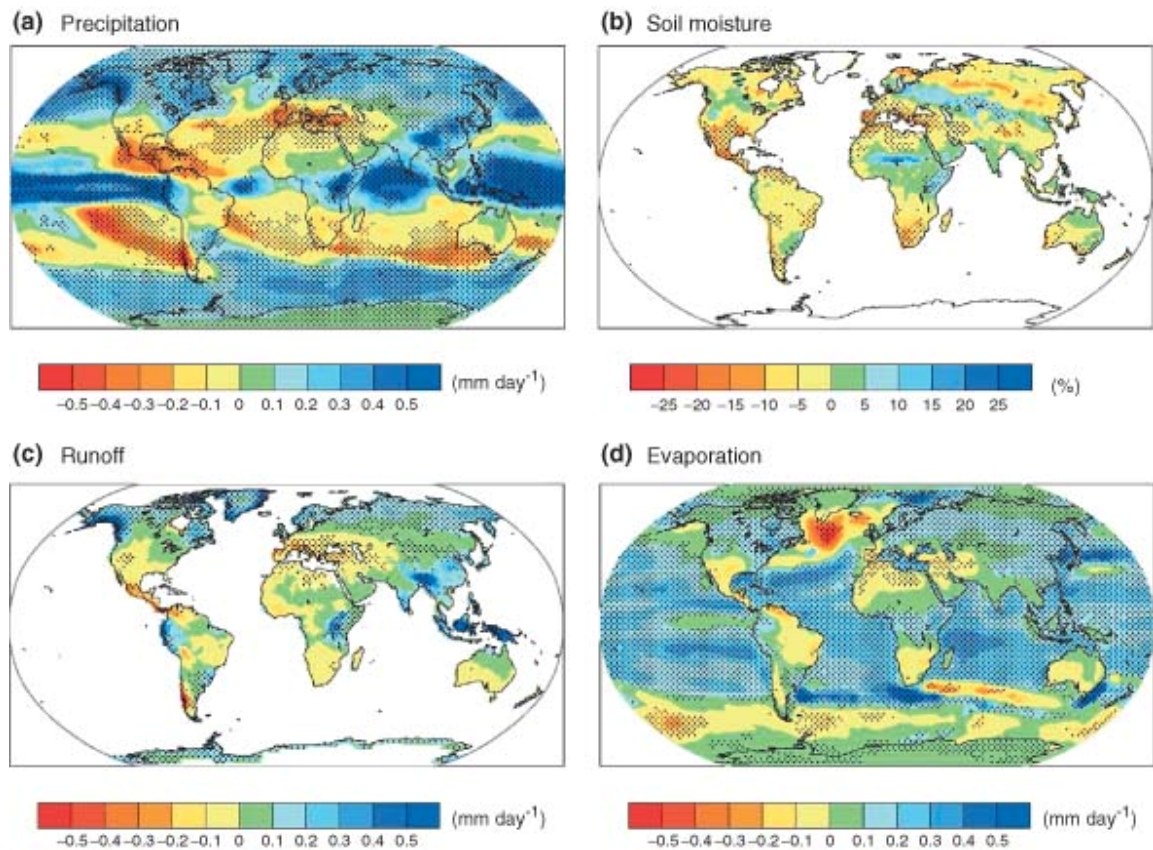 (a) Precipitation
(b) Soil moisture
−0.5 −0.4 −0.3 −0.2 −0.1 0 0.1 0.2 0.3 0.4 0.5 (mm day⁻¹)
−25 −20 −15 −10 −5 0 5 10 15 20 25 (%)
(c) Runoff
(d) Evaporation
−0.5 −0.4 −0.3 −0.2 −0.1 0 0.1 0.2 0.3 0.4 0.5 (mm day⁻¹)
−0.5 −0.4 −0.3 −0.2 −0.1 0 0.1 0.2 0.3 0.4 0.5 (mm day⁻¹)